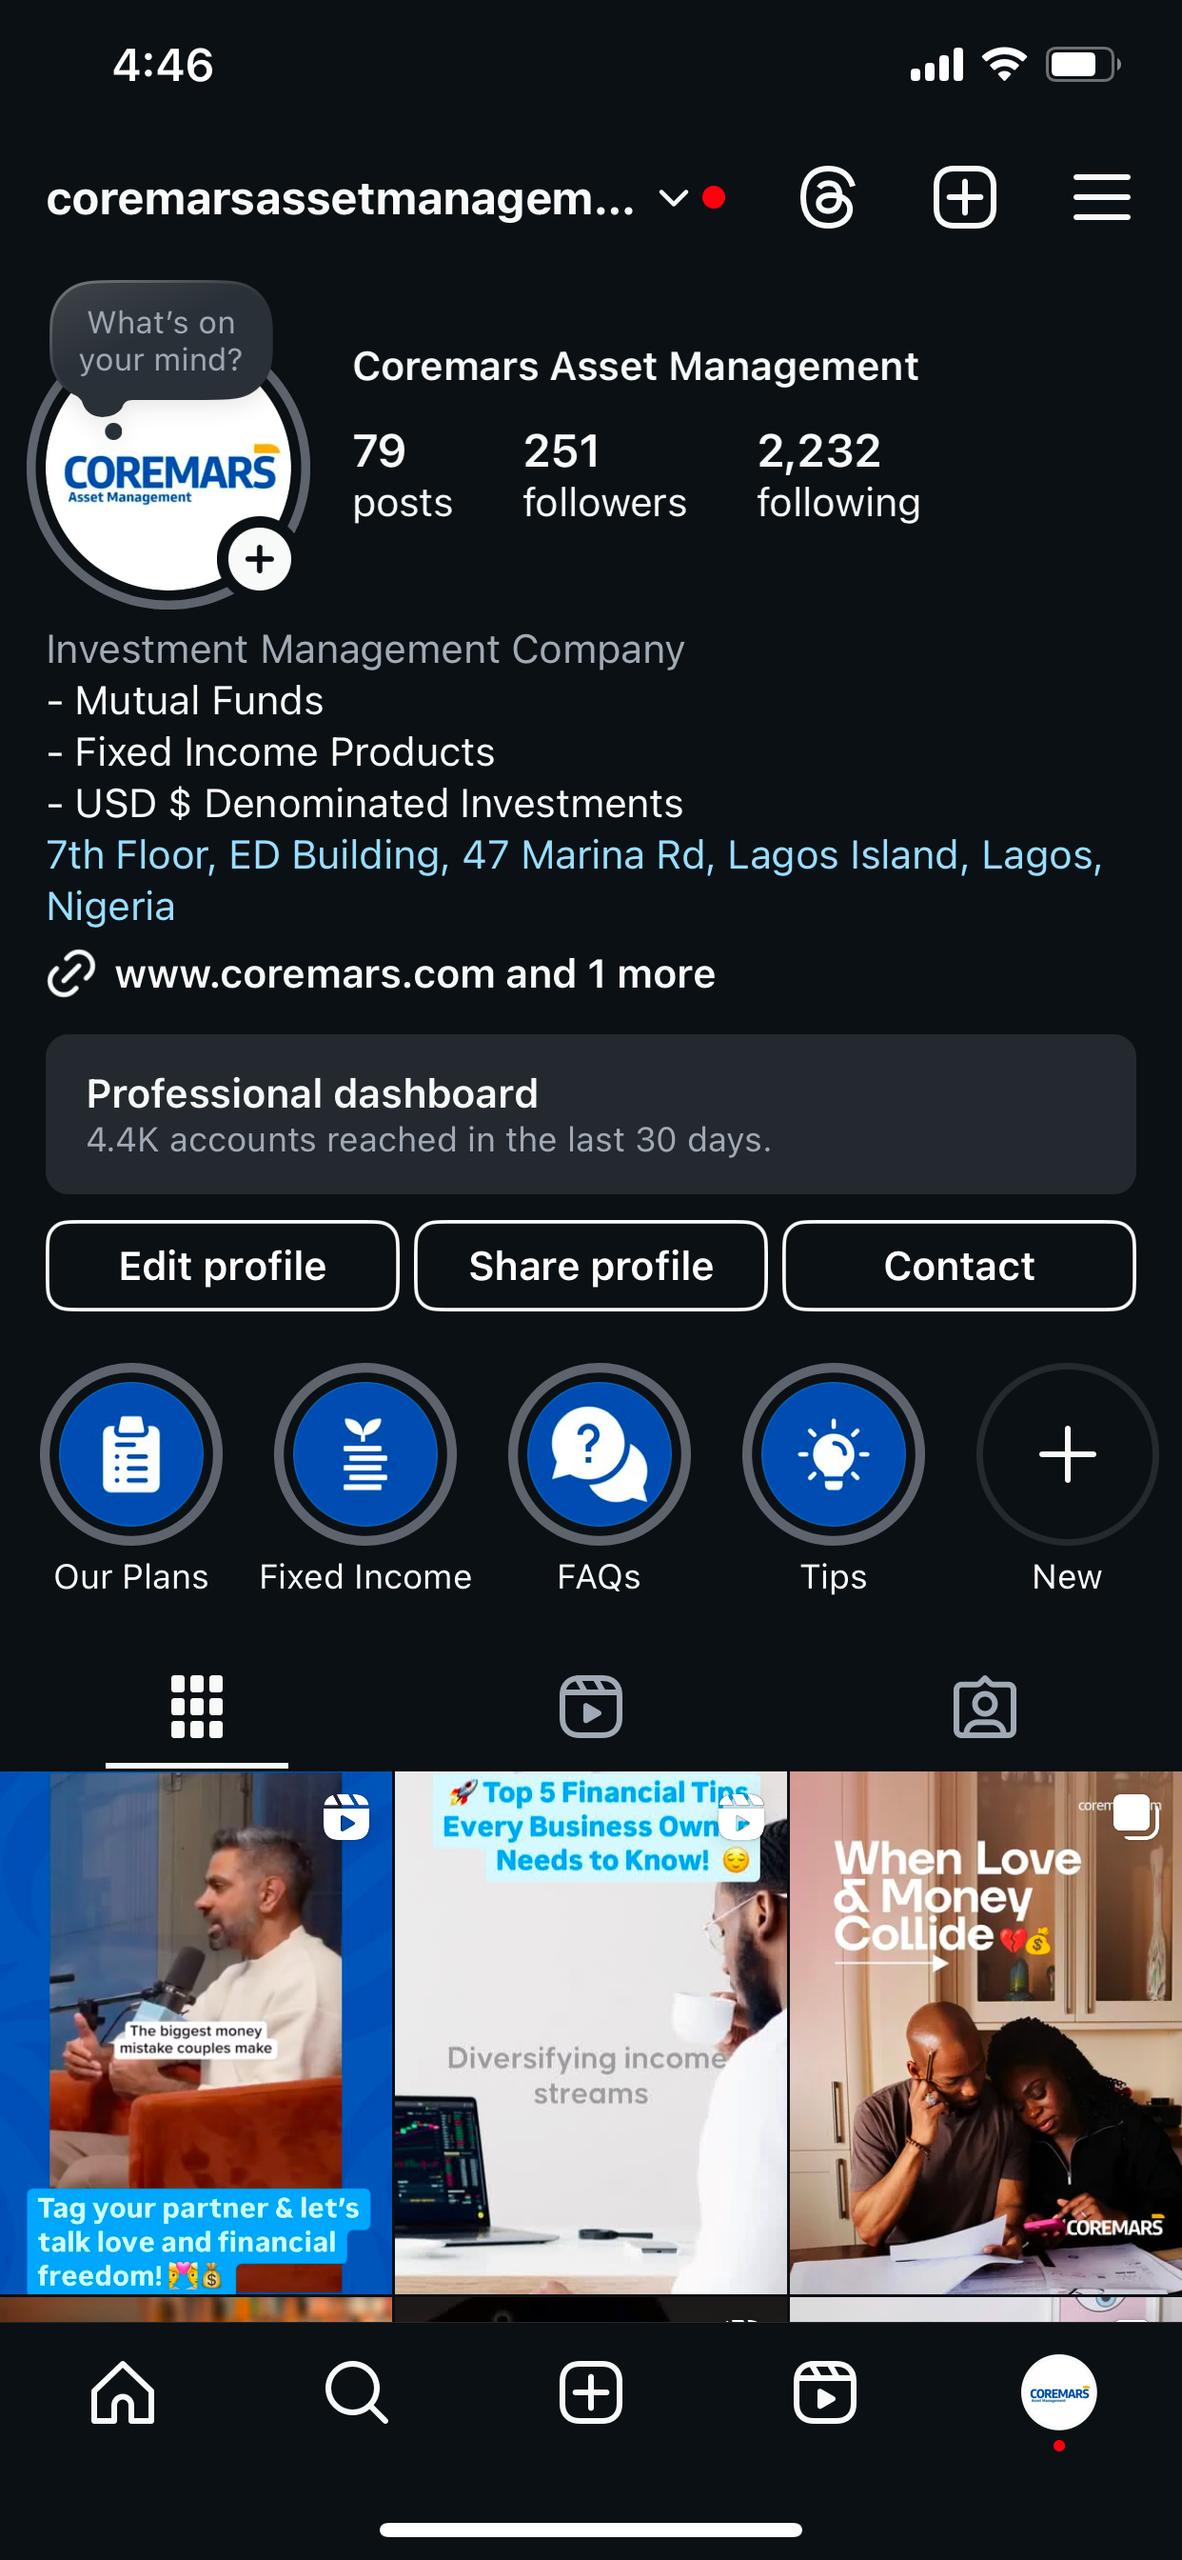 4:46
coremarsassetmanagem...
What's on
your mind?
COREMARS
Asset Management
Coremars Asset Management
79
251
2,232
posts
followers
following
Investment Management Company
- Mutual Funds
- Fixed Income Products
- USD $ Denominated Investments
7th Floor, ED Building, 47 Marina Rd, Lagos Island, Lagos,
Nigeria
www.coremars.com and 1 more
Professional dashboard
4.4K accounts reached in the last 30 days.
Edit profile
Share profile
Contact
Our Plans
Fixed Income
FAQs
Tips
New
The biggest money
mistake couples make
Tag your partner & let's
talk love and financial
freedom! 💏💰
🚀 Top 5 Financial Tips
Every Business
Needs to Know! 😌
Diversifying income
streams
When Love
& Money
Collide 💔💰
COREMARS
COREMARS
Asset Management